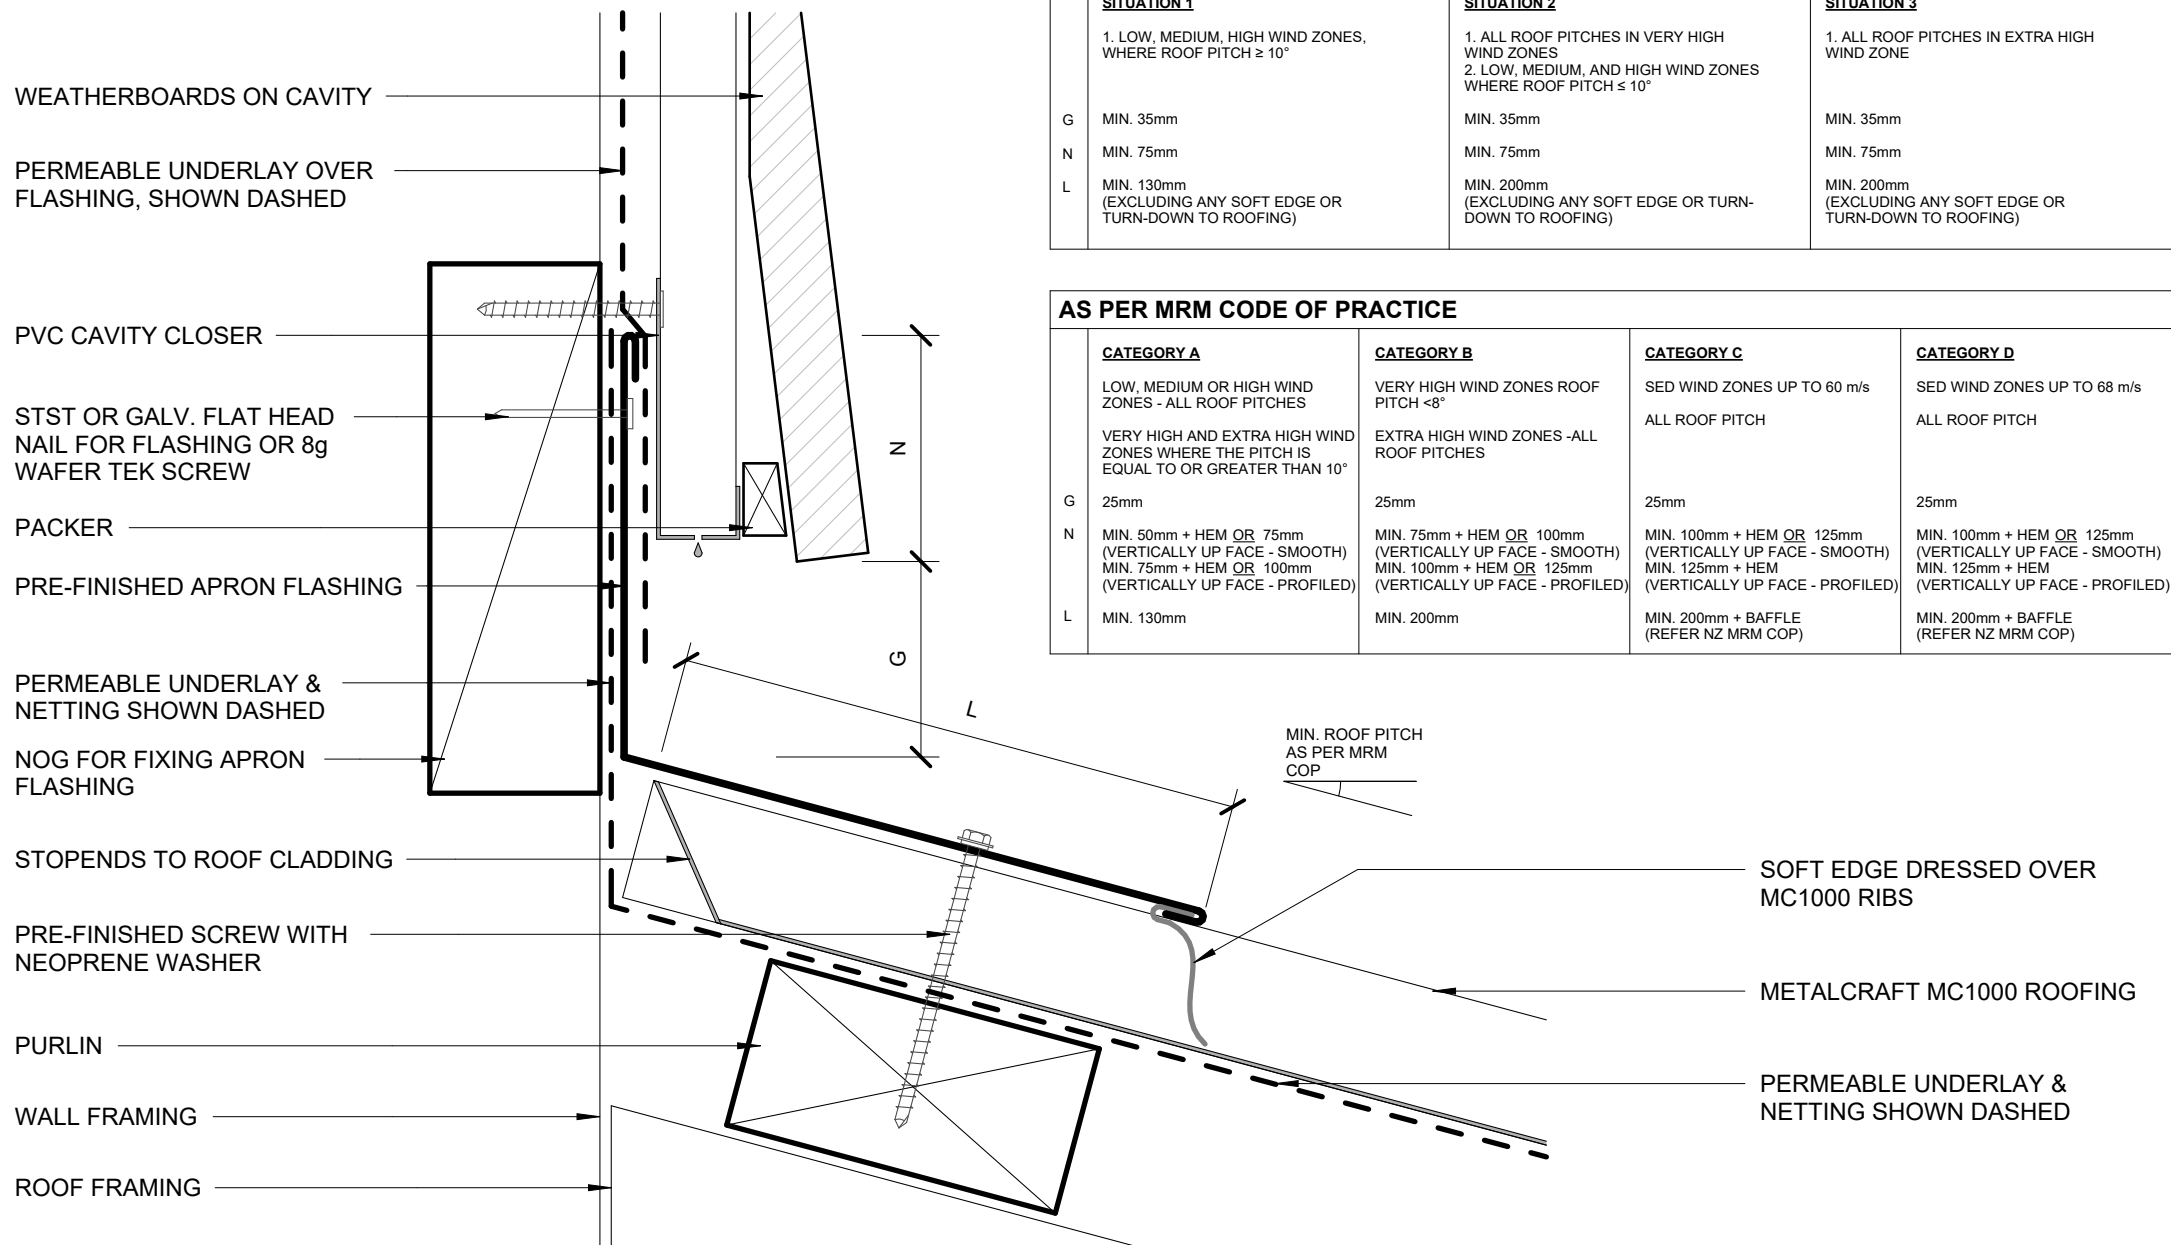 SITUATION 1
1. LOW, MEDIUM, HIGH WIND ZONES,
WHERE ROOF PITCH ≥ 10°
SITUATION 2
1. ALL ROOF PITCHES IN VERY HIGH
WIND ZONES
2. LOW, MEDIUM, AND HIGH WIND ZONES
WHERE ROOF PITCH ≤ 10°
SITUATION 3
1. ALL ROOF PITCHES IN EXTRA HIGH
WIND ZONE
G
MIN. 35mm
MIN. 35mm
MIN. 35mm
N
MIN. 75mm
MIN. 75mm
MIN. 75mm
L
MIN. 130mm
(EXCLUDING ANY SOFT EDGE OR
TURN-DOWN TO ROOFING)
MIN. 200mm
(EXCLUDING ANY SOFT EDGE OR TURN-
DOWN TO ROOFING)
MIN. 200mm
(EXCLUDING ANY SOFT EDGE OR
TURN-DOWN TO ROOFING)
AS PER MRM CODE OF PRACTICE
CATEGORY A
LOW, MEDIUM OR HIGH WIND
ZONES - ALL ROOF PITCHES
VERY HIGH AND EXTRA HIGH WIND
ZONES WHERE THE PITCH IS
EQUAL TO OR GREATER THAN 10°
CATEGORY B
VERY HIGH WIND ZONES ROOF
PITCH <8°
EXTRA HIGH WIND ZONES -ALL
ROOF PITCHES
CATEGORY C
SED WIND ZONES UP TO 60 m/s
ALL ROOF PITCH
CATEGORY D
SED WIND ZONES UP TO 68 m/s
ALL ROOF PITCH
G
25mm
25mm
25mm
25mm
N
MIN. 50mm + HEM OR 75mm
(VERTICALLY UP FACE - SMOOTH)
MIN. 75mm + HEM OR 100mm
(VERTICALLY UP FACE - PROFILED)
MIN. 75mm + HEM OR 100mm
(VERTICALLY UP FACE - SMOOTH)
MIN. 100mm + HEM OR 125mm
(VERTICALLY UP FACE - PROFILED)
MIN. 100mm + HEM OR 125mm
(VERTICALLY UP FACE - SMOOTH)
MIN. 125mm + HEM
(VERTICALLY UP FACE - PROFILED)
MIN. 100mm + HEM OR 125mm
(VERTICALLY UP FACE - SMOOTH)
MIN. 125mm + HEM
(VERTICALLY UP FACE - PROFILED)
L
MIN. 130mm
MIN. 200mm
MIN. 200mm + BAFFLE
(REFER NZ MRM COP)
MIN. 200mm + BAFFLE
(REFER NZ MRM COP)
WEATHERBOARDS ON CAVITY
PERMEABLE UNDERLAY OVER
FLASHING, SHOWN DASHED
PVC CAVITY CLOSER
STST OR GALV. FLAT HEAD
NAIL FOR FLASHING OR 8g
WAFER TEK SCREW
PACKER
PRE-FINISHED APRON FLASHING
PERMEABLE UNDERLAY &
NETTING SHOWN DASHED
NOG FOR FIXING APRON
FLASHING
STOPENDS TO ROOF CLADDING
PRE-FINISHED SCREW WITH
NEOPRENE WASHER
PURLIN
WALL FRAMING
ROOF FRAMING
N
G
L
MIN. ROOF PITCH
AS PER MRM
COP
SOFT EDGE DRESSED OVER
MC1000 RIBS
METALCRAFT MC1000 ROOFING
PERMEABLE UNDERLAY &
NETTING SHOWN DASHED